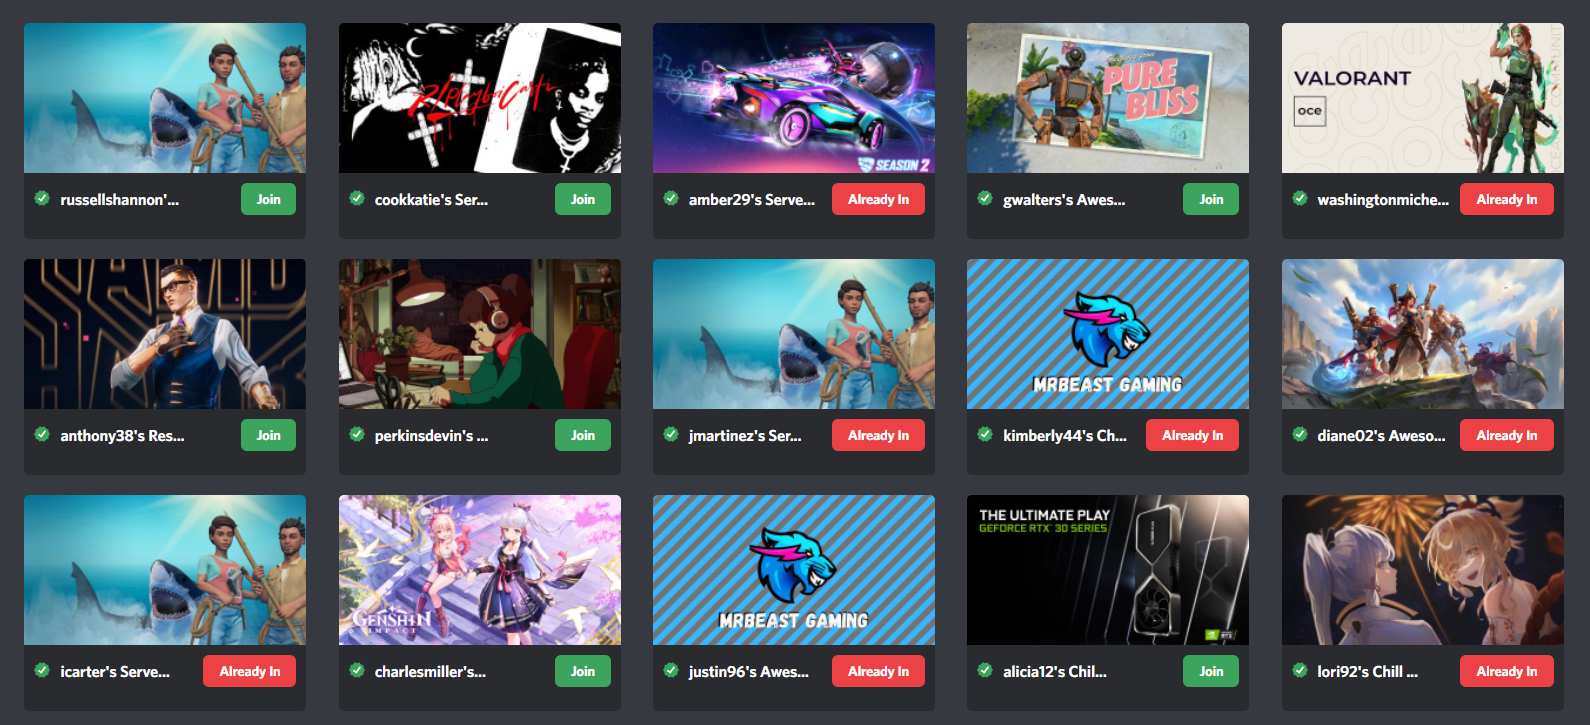 R/PlayboiCarti
SEASON 2
PURE
BLISS
VALORANT
oce
russellshannon'...
Join
cookkatie's Ser...
Join
amber29's Serve...
Already In
gwalters's Awes...
Join
washingtonmiche...
Already In
anthony38's Res...
Join
perkinsdevin's ...
Join
jmartinez's Ser...
Already In
MRBEAST GAMING
kimberly44's Ch...
Already In
diane02's Aweso...
Already In
icarter's Serve...
Already In
GENSHIN
IMPACT
charlesmiller's...
Join
MRBEAST GAMING
justin96's Awes...
Already In
THE ULTIMATE PLAY
GEFORCE RTX 30 SERIES
RTX
alicia12's Chil...
Join
lori92's Chill ...
Already In